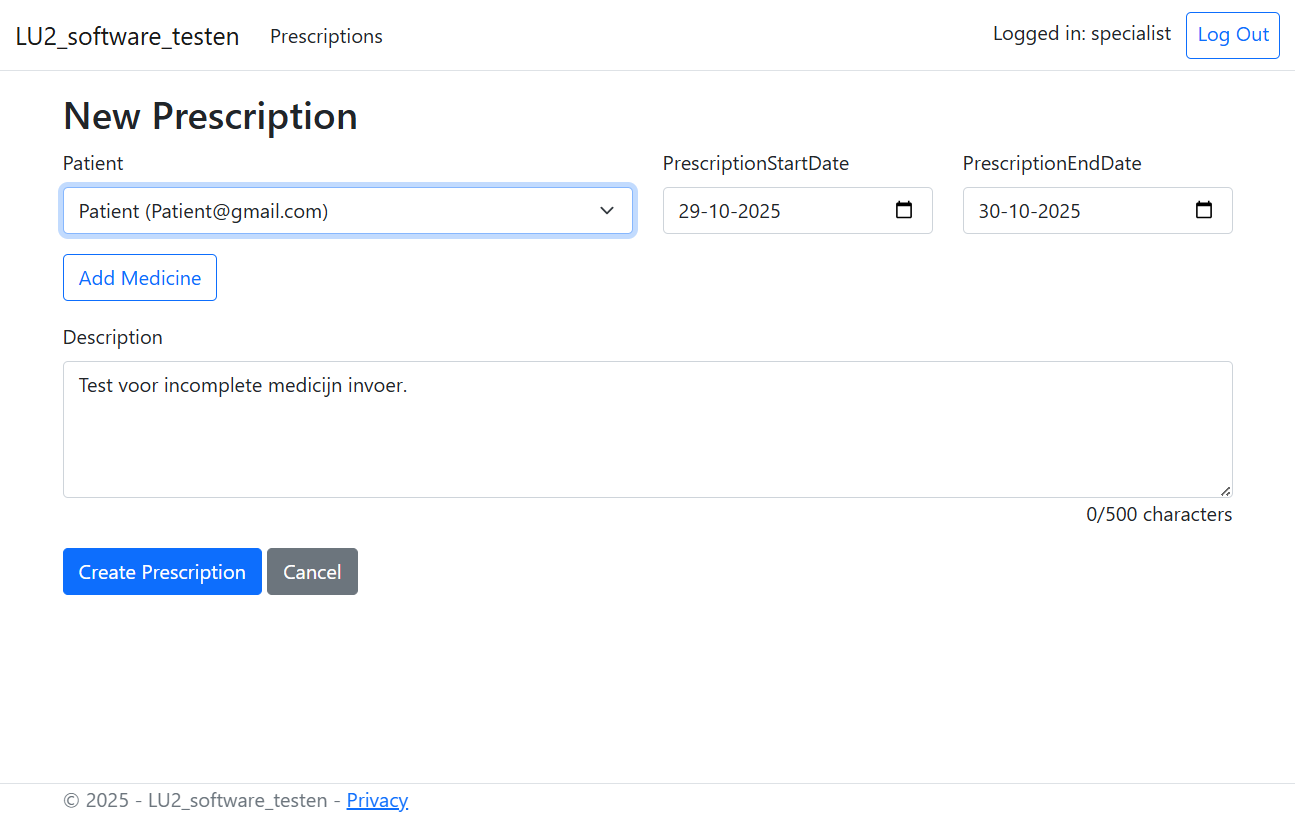 LU2_software_testen Prescriptions Logged in: specialist Log Out
New Prescription
Patient PrescriptionStartDate PrescriptionEndDate
Patient (Patient@gmail.com) 29-10-2025 30-10-2025
Add Medicine
Description
Test voor incomplete medicijn invoer.
0/500 characters
Create Prescription Cancel
© 2025 - LU2_software_testen - Privacy